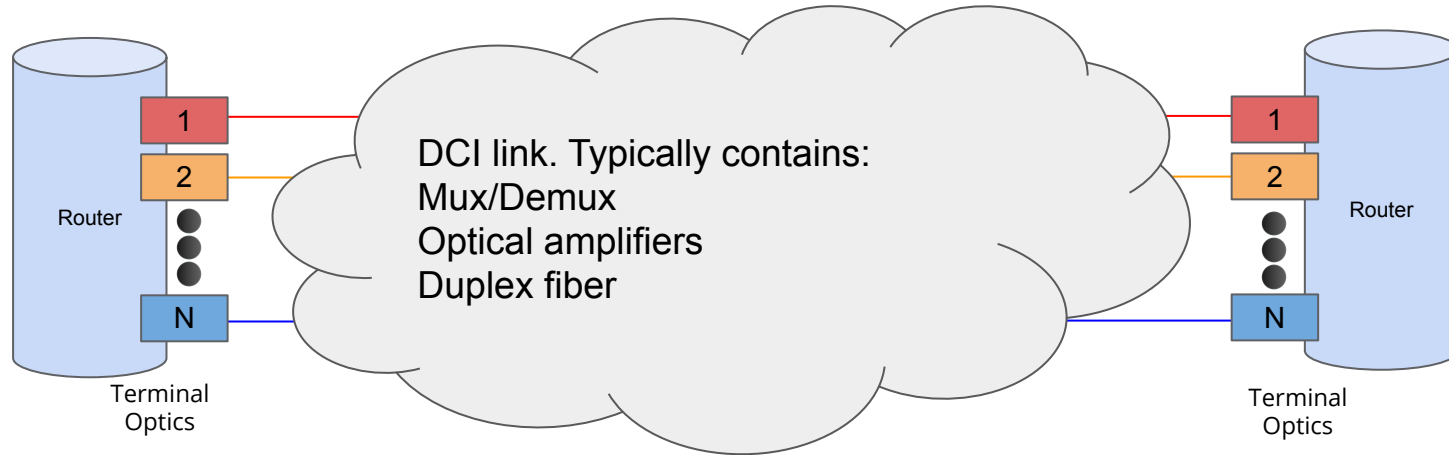 1
2
Router
N
Terminal
Optics
DCI link. Typically contains:
Mux/Demux
Optical amplifiers
Duplex fiber
1
2
Router
N
Terminal
Optics